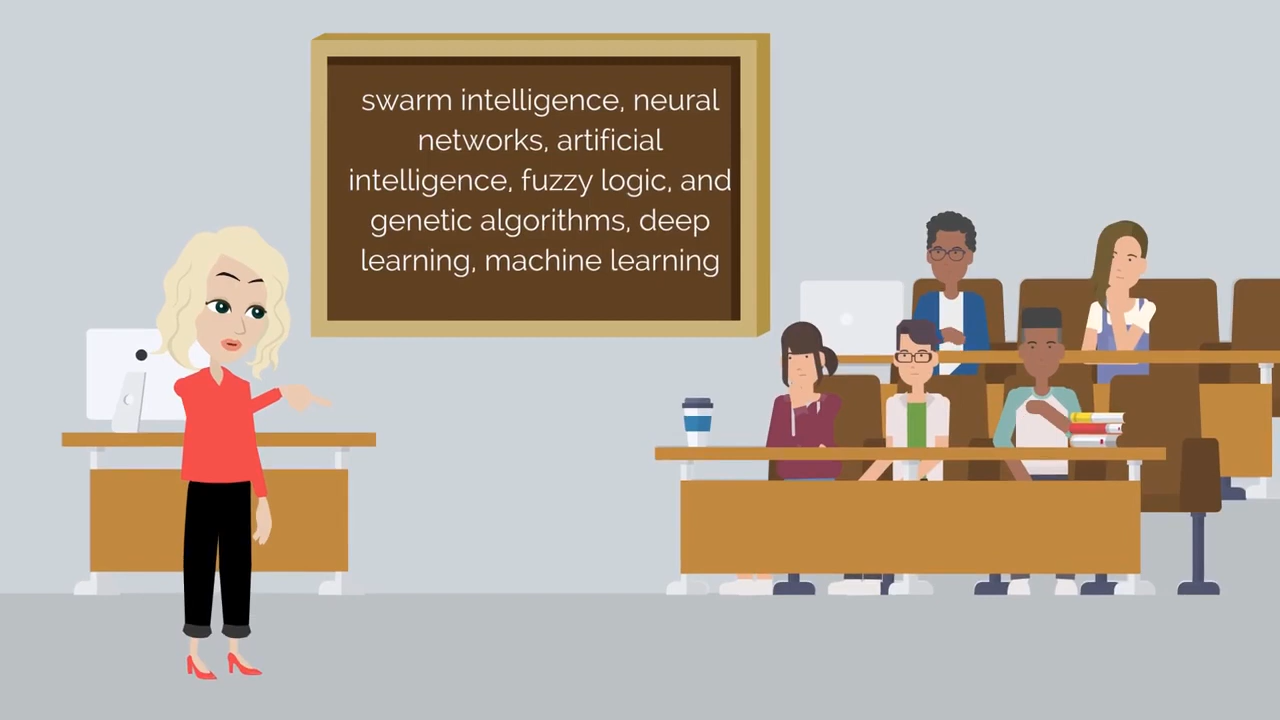 swarm intelligence, neural
networks, artificial
intelligence, fuzzy logic, and
genetic algorithms, deep
learning, machine learning